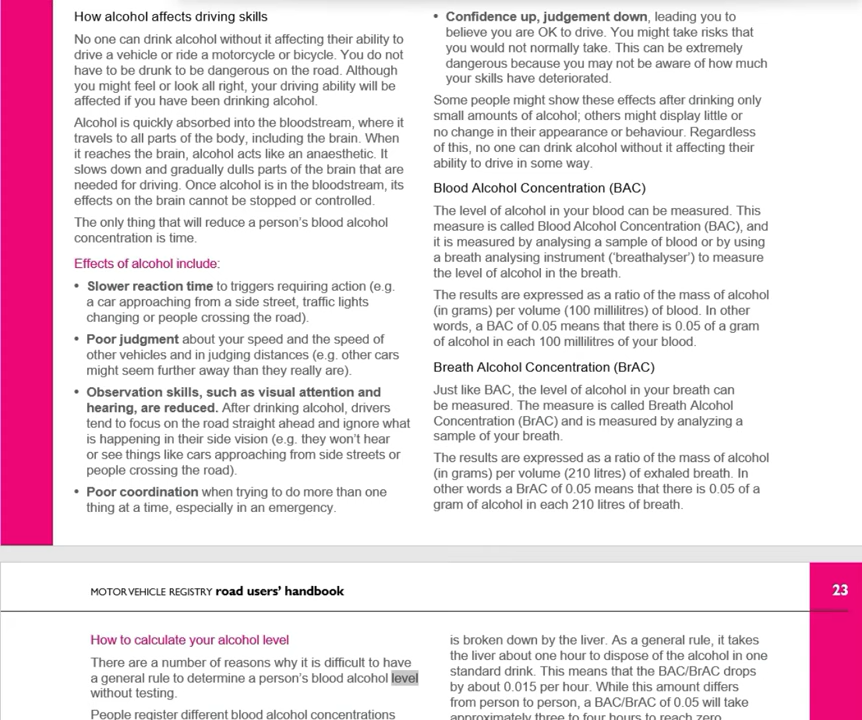 How alcohol affects driving skills
No one can drink alcohol without it affecting their ability to
drive a vehicle or ride a motorcycle or bicycle. You do not
have to be drunk to be dangerous on the road. Although
you might feel or look all right, your driving ability will be
affected if you have been drinking alcohol.
Alcohol is quickly absorbed into the bloodstream, where it
travels to all parts of the body, including the brain. When
it reaches the brain, alcohol acts like an anaesthetic. It
slows down and gradually dulls parts of the brain that are
needed for driving. Once alcohol is in the bloodstream, its
effects on the brain cannot be stopped or controlled.
The only thing that will reduce a person's blood alcohol
concentration is time.
Effects of alcohol include:
• Slower reaction time to triggers requiring action (e.g.
a car approaching from a side street, traffic lights
changing or people crossing the road).
• Poor judgment about your speed and the speed of
other vehicles and in judging distances (e.g. other cars
might seem further away than they really are).
• Observation skills, such as visual attention and
hearing, are reduced. After drinking alcohol, drivers
tend to focus on the road straight ahead and ignore what
is happening in their side vision (e.g. they won't hear
or see things like cars approaching from side streets or
people crossing the road).
• Poor coordination when trying to do more than one
thing at a time, especially in an emergency.
• Confidence up, judgement down, leading you to
believe you are OK to drive. You might take risks that
you would not normally take. This can be extremely
dangerous because you may not be aware of how much
your skills have deteriorated.
Some people might show these effects after drinking only
small amounts of alcohol; others might display little or
no change in their appearance or behaviour. Regardless
of this, no one can drink alcohol without it affecting their
ability to drive in some way.
Blood Alcohol Concentration (BAC)
The level of alcohol in your blood can be measured. This
measure is called Blood Alcohol Concentration (BAC), and
it is measured by analysing a sample of blood or by using
a breath analysing instrument ('breathalyser') to measure
the level of alcohol in the breath.
The results are expressed as a ratio of the mass of alcohol
(in grams) per volume (100 millilitres) of blood. In other
words, a BAC of 0.05 means that there is 0.05 of a gram
of alcohol in each 100 millilitres of your blood.
Breath Alcohol Concentration (BrAC)
Just like BAC, the level of alcohol in your breath can
be measured. The measure is called Breath Alcohol
Concentration (BrAC) and is measured by analyzing a
sample of your breath.
The results are expressed as a ratio of the mass of alcohol
(in grams) per volume (210 litres) of exhaled breath. In
other words a BrAC of 0.05 means that there is 0.05 of a
gram of alcohol in each 210 litres of breath.
MOTOR VEHICLE REGISTRY road users' handbook
23
How to calculate your alcohol level
There are a number of reasons why it is difficult to have
a general rule to determine a person's blood alcohol level
without testing.
People register different blood alcohol concentrations
is broken down by the liver. As a general rule, it takes
the liver about one hour to dispose of the alcohol in one
standard drink. This means that the BAC/BrAC drops
by about 0.015 per hour. While this amount differs
from person to person, a BAC/BrAC of 0.05 will take
approximately three to four hours to reach zero